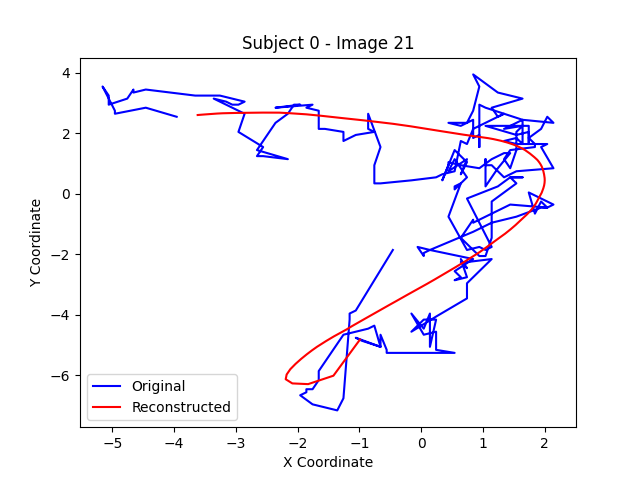 Subject 0 - Image 21
4
2
0
−2
−4
−6
Y Coordinate
−5
−4
−3
−2
−1
0
1
2
X Coordinate
Original
Reconstructed